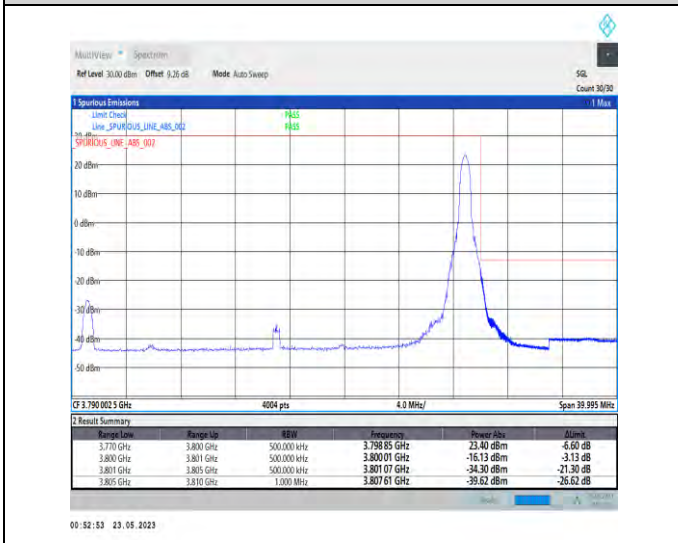 MultiView Spectrum
Ref Level 30.00 dBm Offset 9.26 dB Mode Auto Sweep SGL
Count 30/30
1 Spurious Emissions 1 Max
Limit Check PASS
Line _SPURIOUS_LINE_ABS_002 PASS
_SPURIOUS_LINE_ABS_002
20 dBm
10 dBm
0 dBm
-10 dBm
-20 dBm
-30 dBm
-40 dBm
-50 dBm
CF 3.790 002 5 GHz 4004 pts 4.0 MHz/ Span 39.995 MHz
2 Result Summary
Range Low Range Up RBW Frequency Power Abs ΔLimit
3.770 GHz 3.800 GHz 500.000 kHz 3.798 85 GHz 23.40 dBm -6.60 dB
3.800 GHz 3.801 GHz 500.000 kHz 3.800 01 GHz -16.13 dBm -3.13 dB
3.801 GHz 3.805 GHz 500.000 kHz 3.801 07 GHz -34.30 dBm -21.30 dB
3.805 GHz 3.810 GHz 1.000 MHz 3.807 61 GHz -39.62 dBm -26.62 dB
00:52:53 23.05.2023